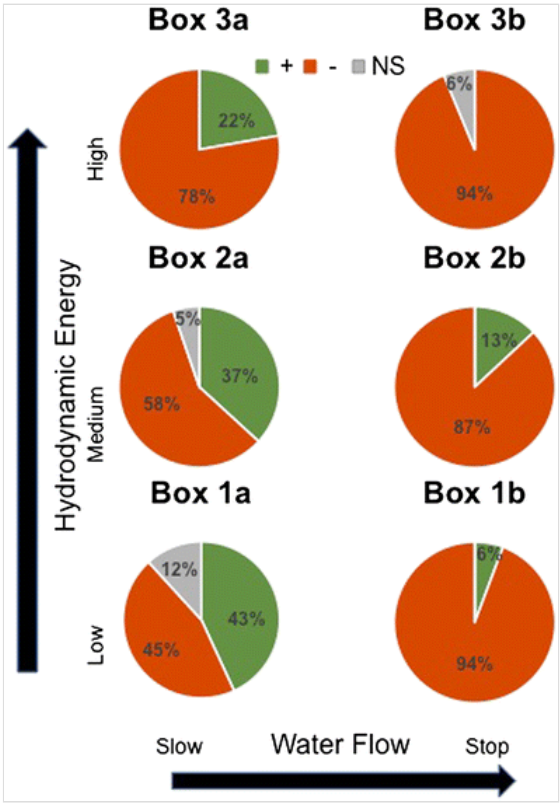 Box 3a
Box 3b
+ - NS
22%
78%
6%
94%
High
Box 2a
Box 2b
5%
37%
58%
13%
87%
Medium
Hydrodynamic Energy
Box 1a
Box 1b
12%
43%
45%
6%
94%
Low
Slow
Water Flow
Stop